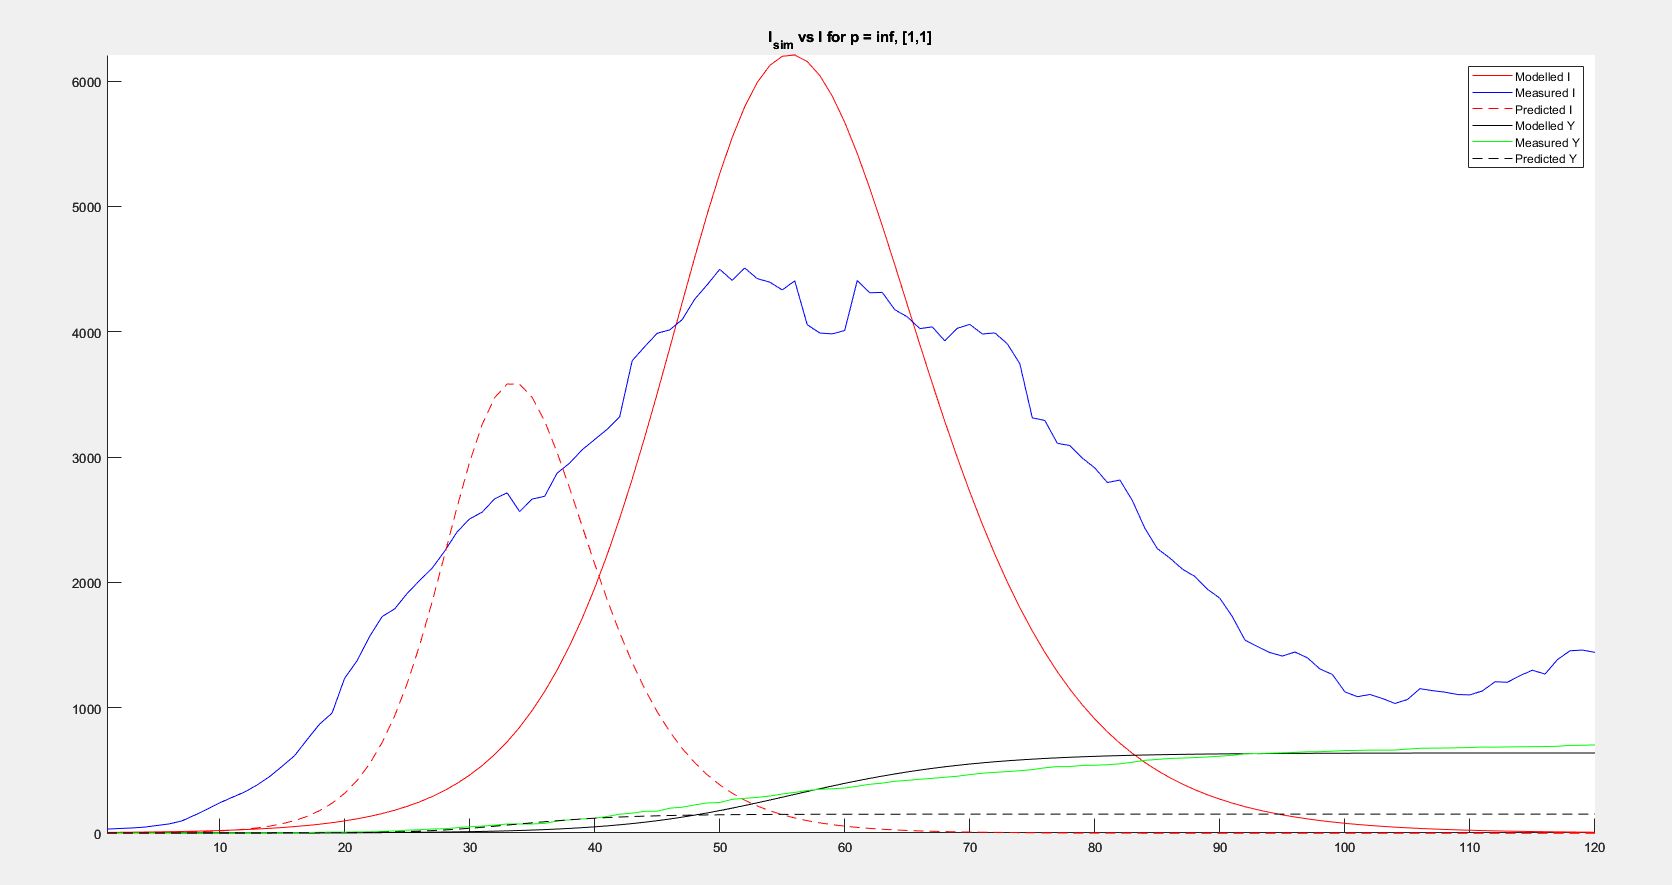 I_sim vs I for p = inf, [1,1]
Modelled I
Measured I
Predicted I
Modelled Y
Measured Y
Predicted Y
6000
5000
4000
3000
2000
1000
0
10 20 30 40 50 60 70 80 90 100 110 120